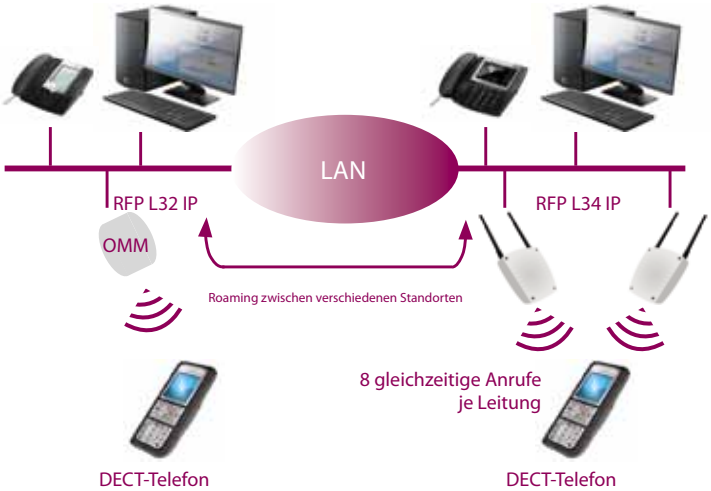 LAN
RFP L32 IP
RFP L34 IP
OMM
Roaming zwischen verschiedenen Standorten
8 gleichzeitige Anrufe
je Leitung
DECT-Telefon
DECT-Telefon